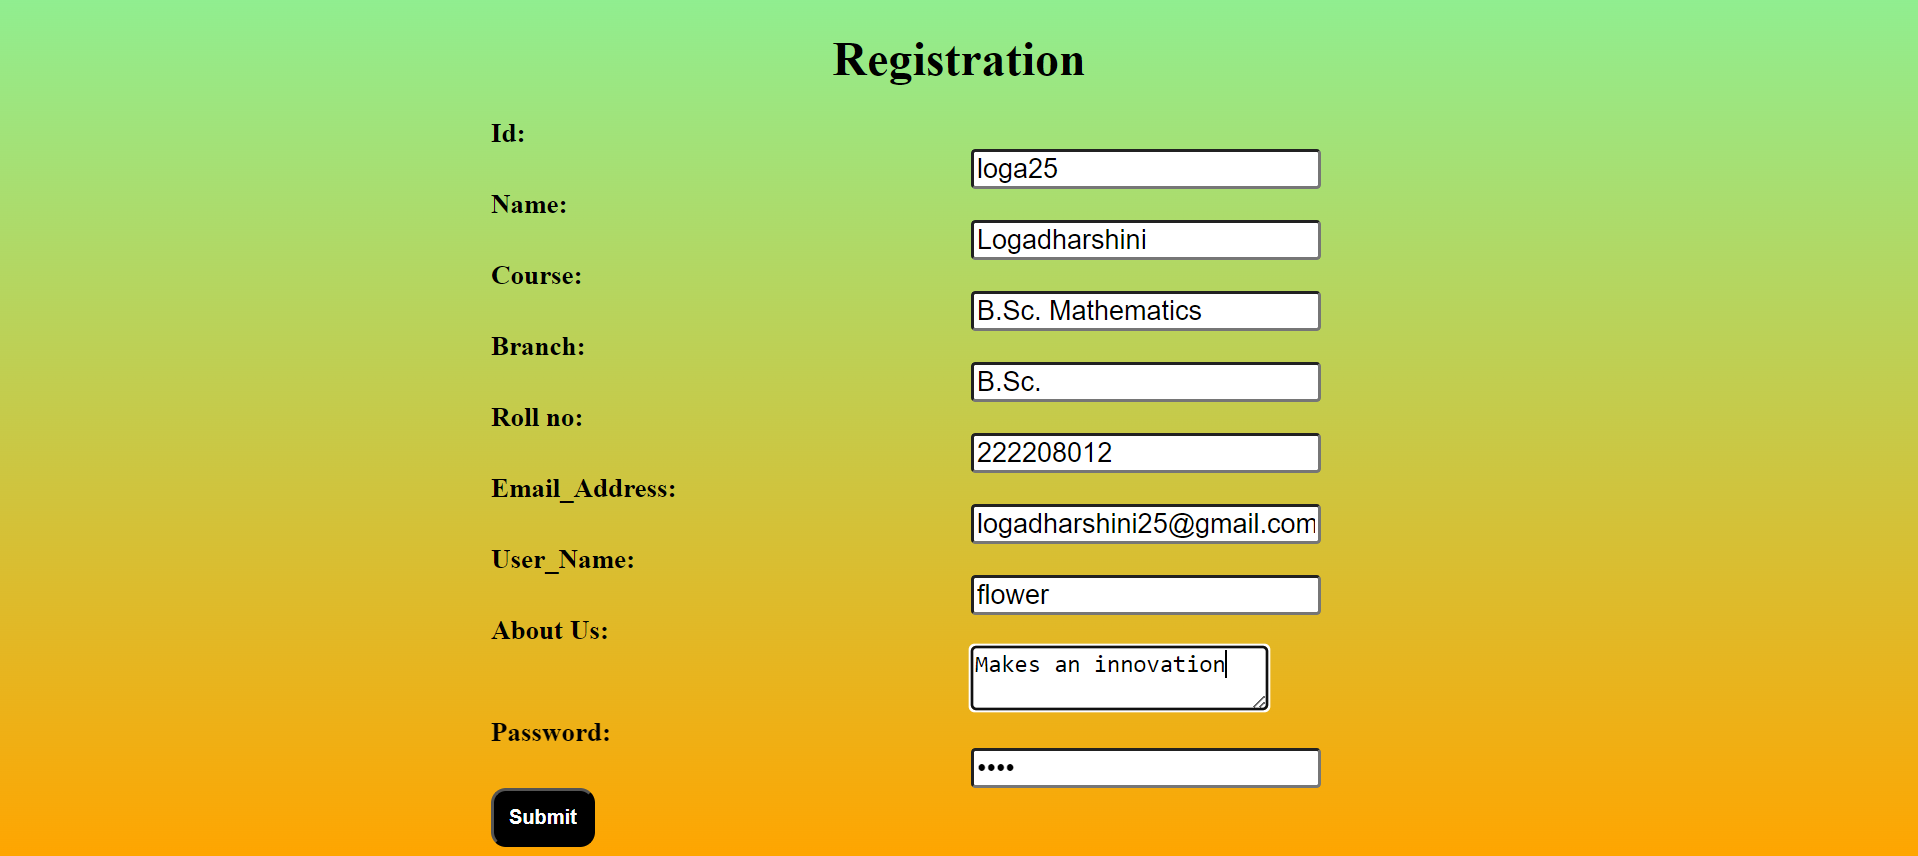 Registration
Id:
loga25
Name:
Logadharshini
Course:
B.Sc. Mathematics
Branch:
B.Sc.
Roll no:
222208012
Email_Address:
logadharshini25@gmail.com
User_Name:
flower
About Us:
Makes an innovation
Password:
••••
Submit